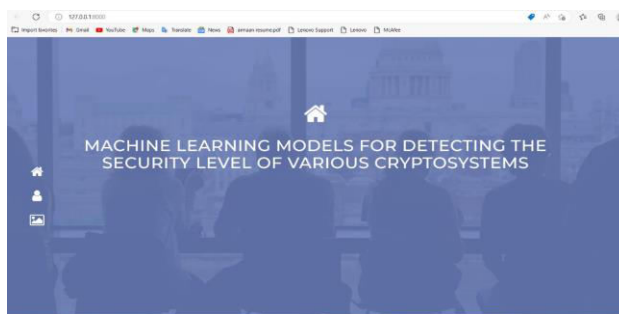 127.0.0.1:8000
Import favorites Gmail YouTube Maps Translate News Lenovo Support Lenovo McAfee
MACHINE LEARNING MODELS FOR DETECTING THE
SECURITY LEVEL OF VARIOUS CRYPTOSYSTEMS